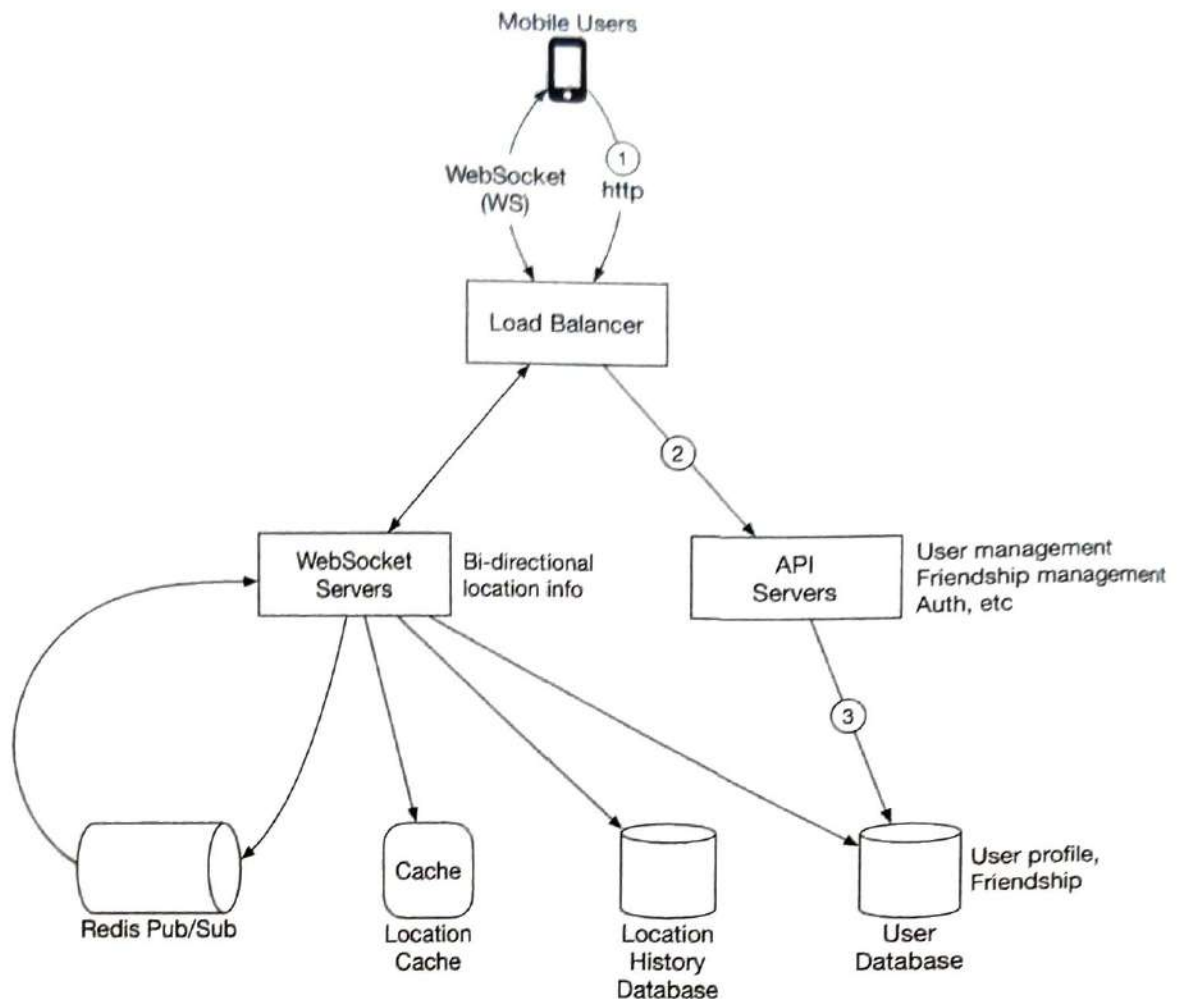 Mobile Users
WebSocket
(WS)
1
http
Load Balancer
2
WebSocket
Servers
Bi-directional
location info
API
Servers
User management
Friendship management
Auth, etc
3
Cache
User profile,
Friendship
Redis Pub/Sub
Location
Cache
Location
History
Database
User
Database